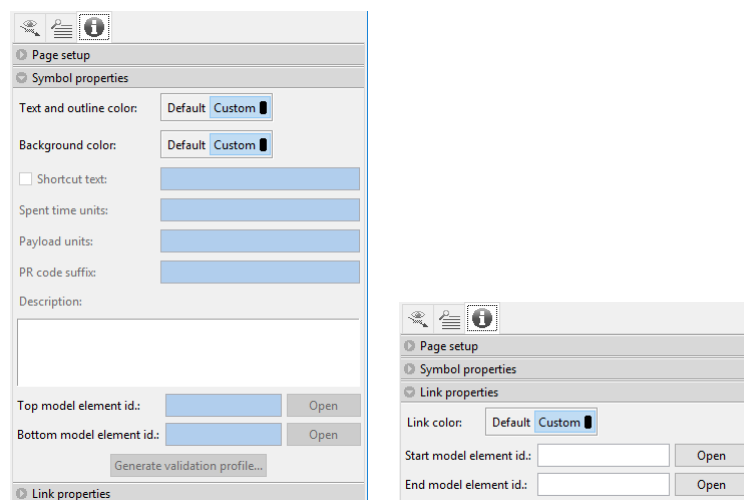 Page setup
Symbol properties
Text and outline color: Default Custom
Background color: Default Custom
Shortcut text:
Spent time units:
Payload units:
PR code suffix:
Description:
Top model element id.: Open
Bottom model element id.: Open
Generate validation profile...
Link properties
Page setup
Symbol properties
Link properties
Link color: Default Custom
Start model element id.: Open
End model element id.: Open